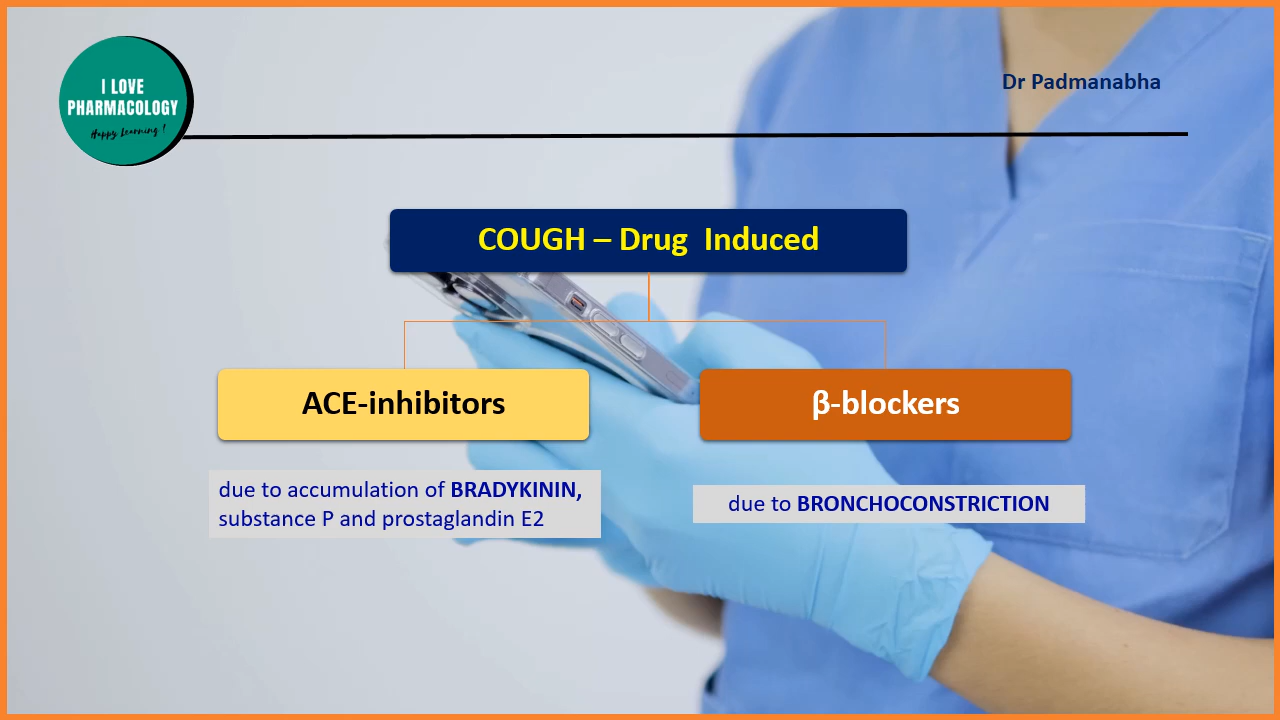 I LOVE
PHARMACOLOGY
Happy Learning !
Dr Padmanabha
COUGH – Drug Induced
ACE-inhibitors
β-blockers
due to accumulation of BRADYKININ,
substance P and prostaglandin E2
due to BRONCHOCONSTRICTION